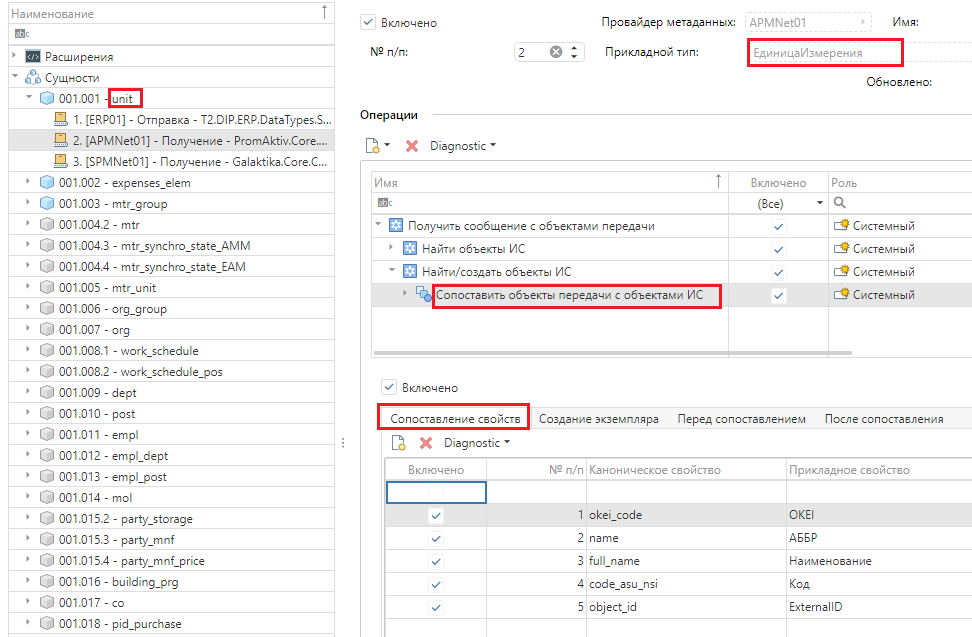 Наименование
abc
Расширения
Сущности
001.001 - unit
1. [ERP01] - Отправка - T2.DIP.ERP.DataTypes.S...
2. [APMNet01] - Получение - PromAktiv.Core....
3. [SPMNet01] - Получение - Galaktika.Core.C...
001.002 - expenses_elem
001.003 - mtr_group
001.004.2 - mtr
001.004.3 - mtr_synchro_state_AMM
001.004.4 - mtr_synchro_state_EAM
001.005 - mtr_unit
001.006 - org_group
001.007 - org
001.008.1 - work_schedule
001.008.2 - work_schedule_pos
001.009 - dept
001.010 - post
001.011 - empl
001.012 - empl_dept
001.013 - empl_post
001.014 - mol
001.015.2 - party_storage
001.015.3 - party_mnf
001.015.4 - party_mnf_price
001.016 - building_prg
001.017 - co
001.018 - pid_purchase
Включено Провайдер метаданных: APMNet01 Имя:
№ п/п: 2 Прикладной тип: ЕдиницаИзмерения
Обновлено:
Операции
Diagnostic
Имя Включено Роль
abc (Все)
Получить сообщение с объектами передачи Системный
Найти объекты ИС Системный
Найти/создать объекты ИС Системный
Сопоставить объекты передачи с объектами ИС Системный
Включено
Сопоставление свойств Создание экземпляра Перед сопоставлением После сопоставления
Diagnostic
Включено № п/п Каноническое свойство Прикладное свойство
1 okei_code OKEI
2 name АББР
3 full_name Наименование
4 code_asu_nsi Код
5 object_id ExternalID